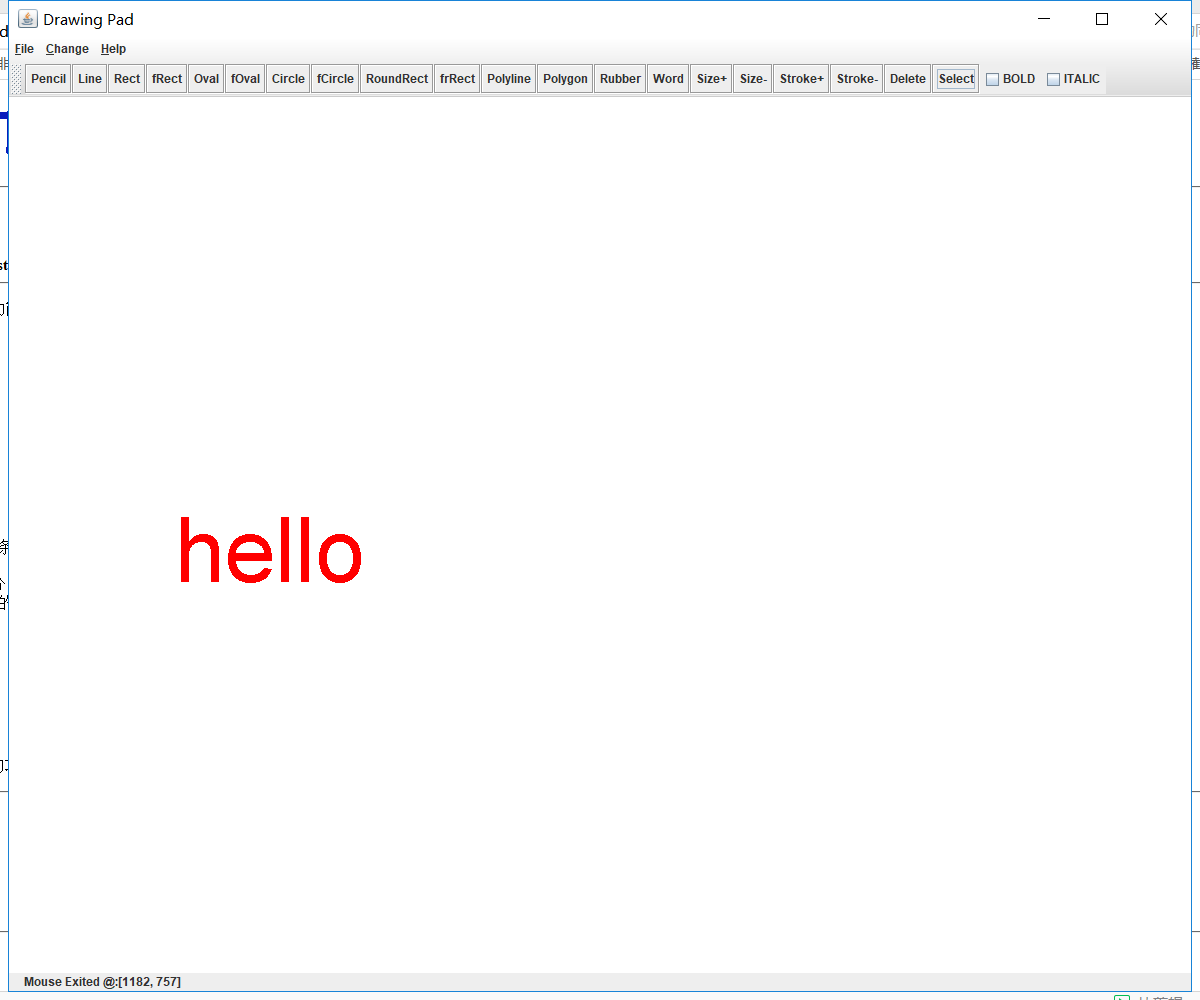 Drawing Pad
File Change Help
Pencil Line Rect fRect Oval fOval Circle fCircle RoundRect frRect Polyline Polygon Rubber Word Size+ Size- Stroke+ Stroke- Delete Select BOLD ITALIC
hello
Mouse Exited @:[1182, 757]